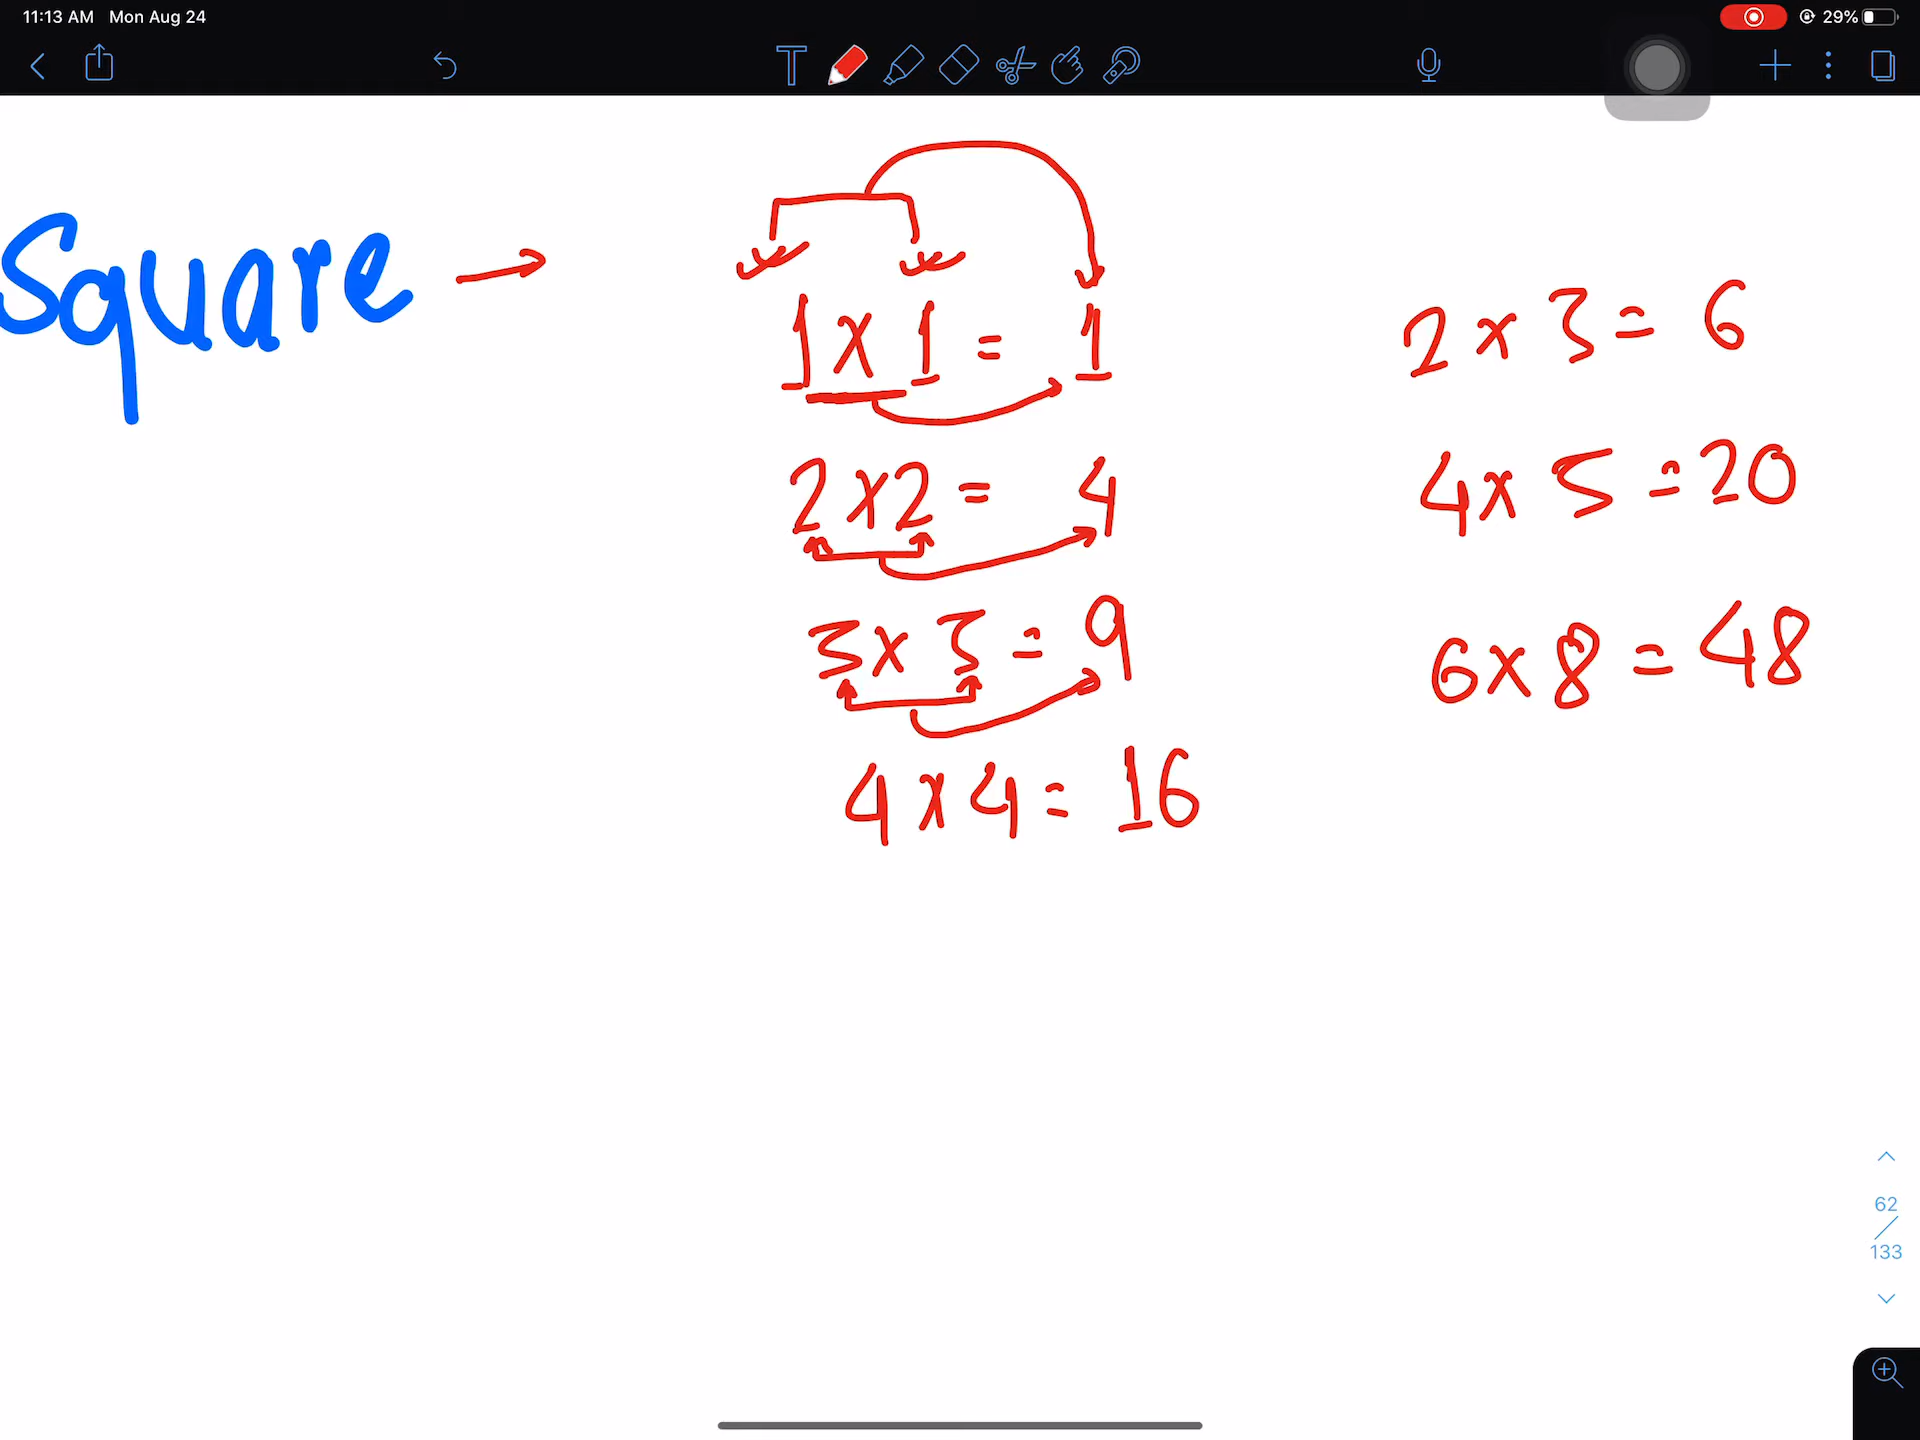 11:13 AM Mon Aug 24
29%
T
Square →
1 x 1 = 1
2 x 2 = 4
3 x 3 = 9
4 x 4 = 16
2 x 3 = 6
4 x 5 = 20
6 x 8 = 48
62
133